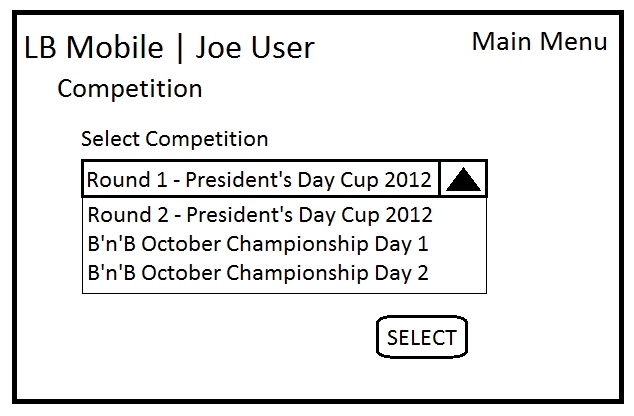 LB Mobile | Joe User
Main Menu
Competition
Select Competition
Round 1 - President's Day Cup 2012
Round 2 - President's Day Cup 2012
B'n'B October Championship Day 1
B'n'B October Championship Day 2
SELECT